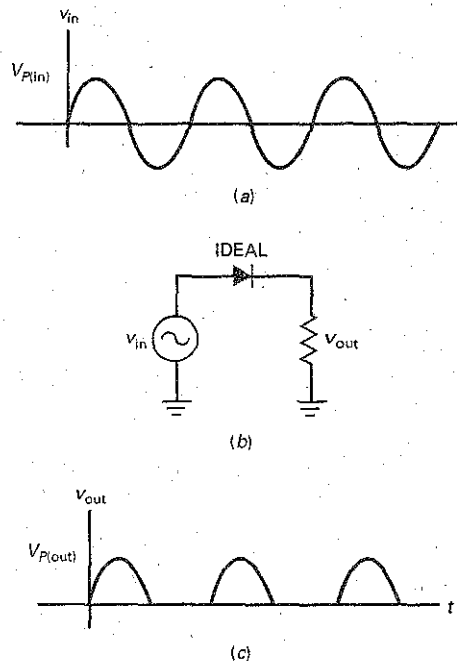 v_in
V_P(in)
(a)
IDEAL
v_in
v_out
(b)
v_out
V_P(out)
t
(c)